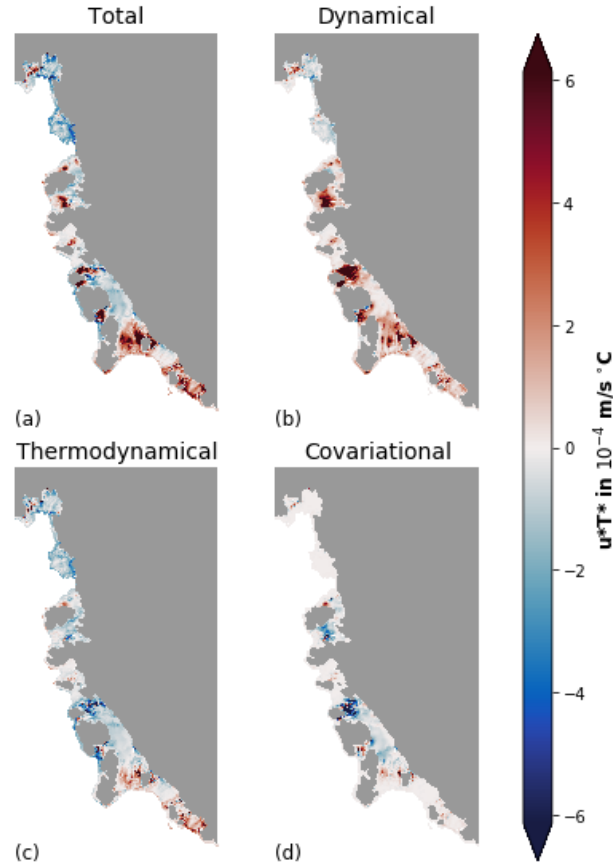 Total
Dynamical
(a)
(b)
Thermodynamical
Covariational
(c)
(d)
6
4
2
0
−2
−4
−6
u*T* in 10⁻⁴ m/s °C